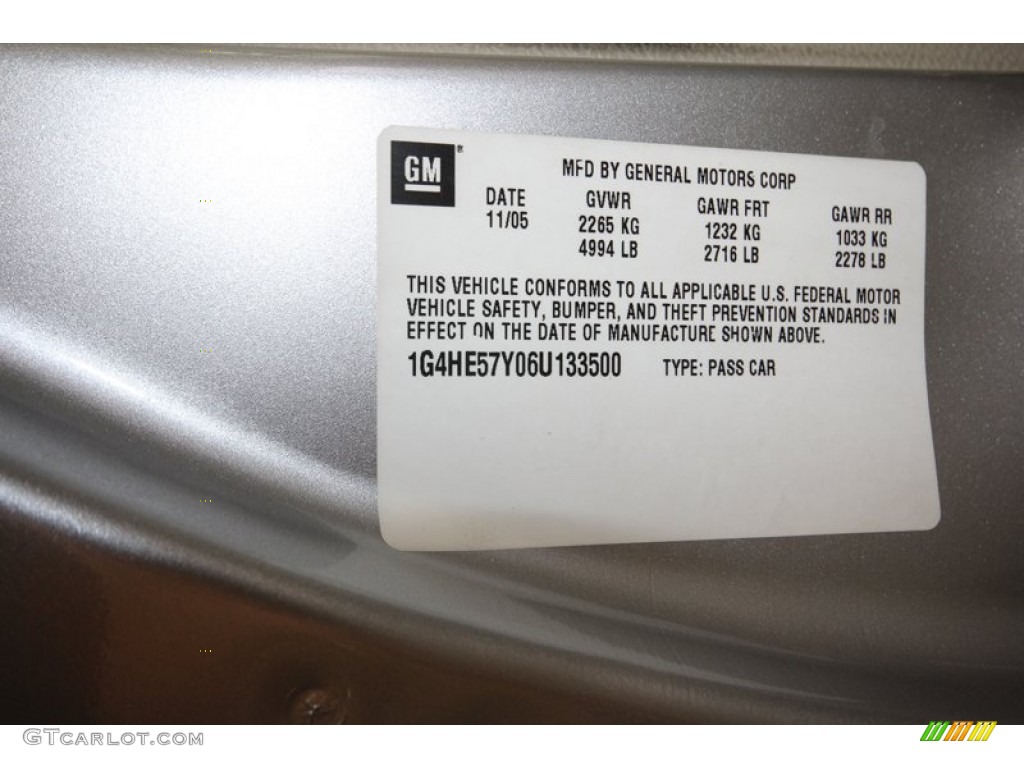 GM
MFD BY GENERAL MOTORS CORP
DATE GVWR GAWR FRT GAWR RR
11/05 2265 KG 1232 KG 1033 KG
4994 LB 2716 LB 2278 LB
THIS VEHICLE CONFORMS TO ALL APPLICABLE U.S. FEDERAL MOTOR
VEHICLE SAFETY, BUMPER, AND THEFT PREVENTION STANDARDS IN
EFFECT ON THE DATE OF MANUFACTURE SHOWN ABOVE.
1G4HE57Y06U133500 TYPE: PASS CAR
GTCARLOT.COM